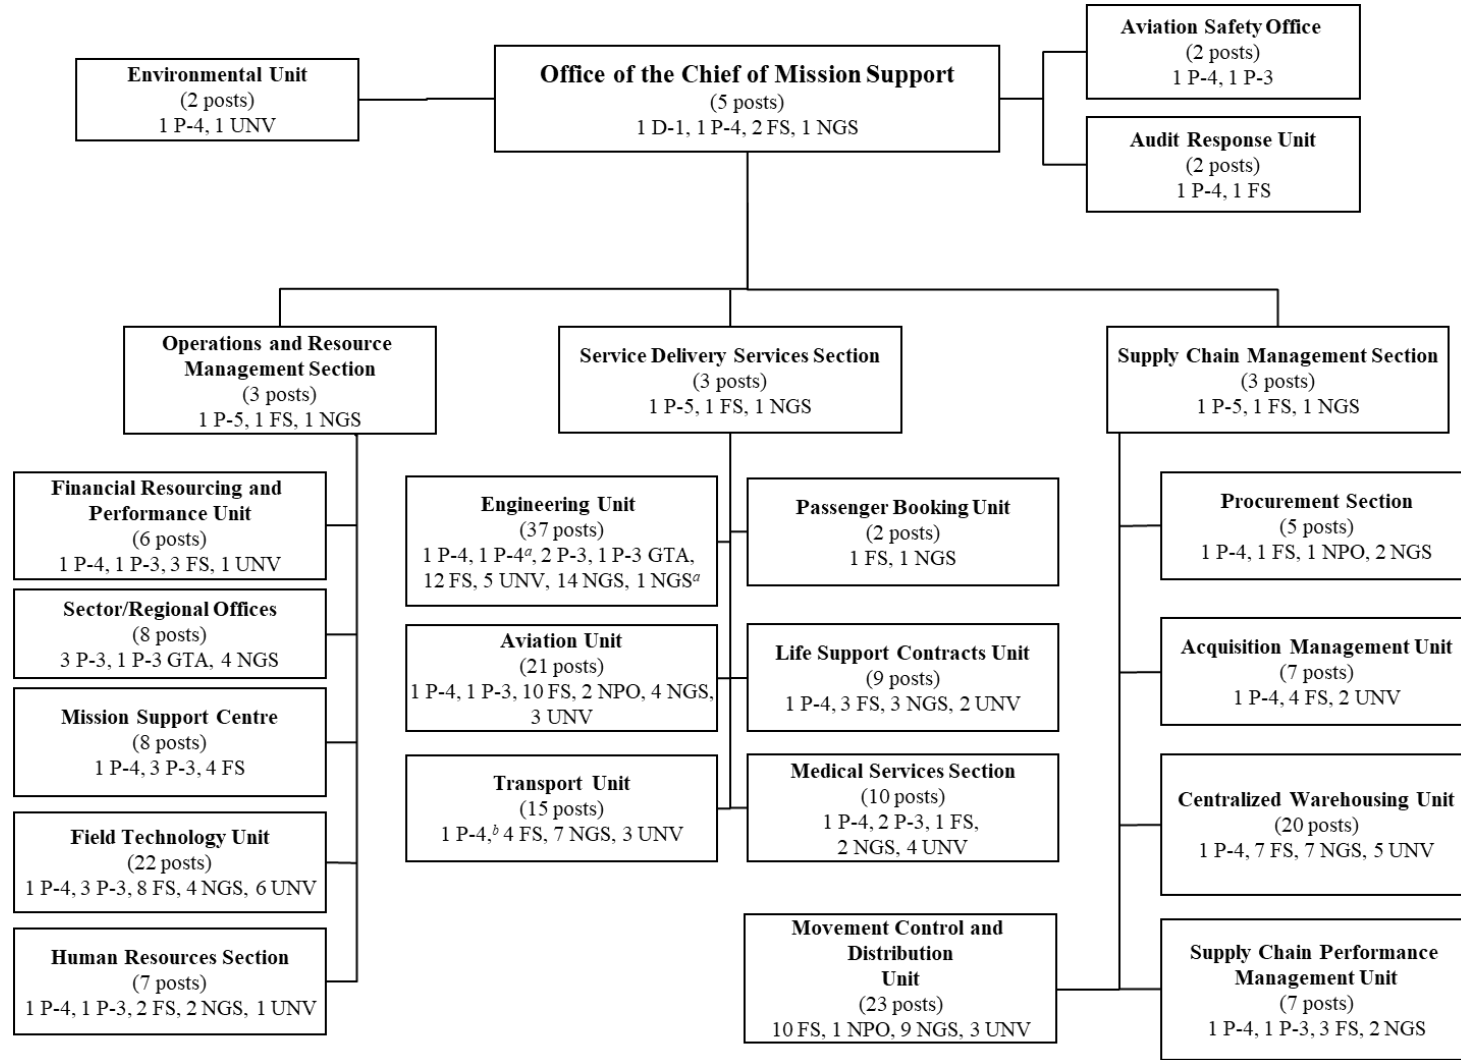 Environmental Unit
(2 posts)
1 P-4, 1 UNV
Office of the Chief of Mission Support
(5 posts)
1 D-1, 1 P-4, 2 FS, 1 NGS
Aviation Safety Office
(2 posts)
1 P-4, 1 P-3
Audit Response Unit
(2 posts)
1 P-4, 1 FS
Operations and Resource
Management Section
(3 posts)
1 P-5, 1 FS, 1 NGS
Financial Resourcing and
Performance Unit
(6 posts)
1 P-4, 1 P-3, 3 FS, 1 UNV
Sector/Regional Offices
(8 posts)
3 P-3, 1 P-3 GTA, 4 NGS
Mission Support Centre
(8 posts)
1 P-4, 3 P-3, 4 FS
Field Technology Unit
(22 posts)
1 P-4, 3 P-3, 8 FS, 4 NGS, 6 UNV
Human Resources Section
(7 posts)
1 P-4, 1 P-3, 2 FS, 2 NGS, 1 UNV
Service Delivery Services Section
(3 posts)
1 P-5, 1 FS, 1 NGS
Engineering Unit
(37 posts)
1 P-4, 1 P-4ª, 2 P-3, 1 P-3 GTA,
12 FS, 5 UNV, 14 NGS, 1 NGSª
Aviation Unit
(21 posts)
1 P-4, 1 P-3, 10 FS, 2 NPO, 4 NGS,
3 UNV
Transport Unit
(15 posts)
1 P-4,ᵇ 4 FS, 7 NGS, 3 UNV
Passenger Booking Unit
(2 posts)
1 FS, 1 NGS
Life Support Contracts Unit
(9 posts)
1 P-4, 3 FS, 3 NGS, 2 UNV
Medical Services Section
(10 posts)
1 P-4, 2 P-3, 1 FS,
2 NGS, 4 UNV
Supply Chain Management Section
(3 posts)
1 P-5, 1 FS, 1 NGS
Procurement Section
(5 posts)
1 P-4, 1 FS, 1 NPO, 2 NGS
Acquisition Management Unit
(7 posts)
1 P-4, 4 FS, 2 UNV
Centralized Warehousing Unit
(20 posts)
1 P-4, 7 FS, 7 NGS, 5 UNV
Movement Control and
Distribution
Unit
(23 posts)
10 FS, 1 NPO, 9 NGS, 3 UNV
Supply Chain Performance
Management Unit
(7 posts)
1 P-4, 1 P-3, 3 FS, 2 NGS